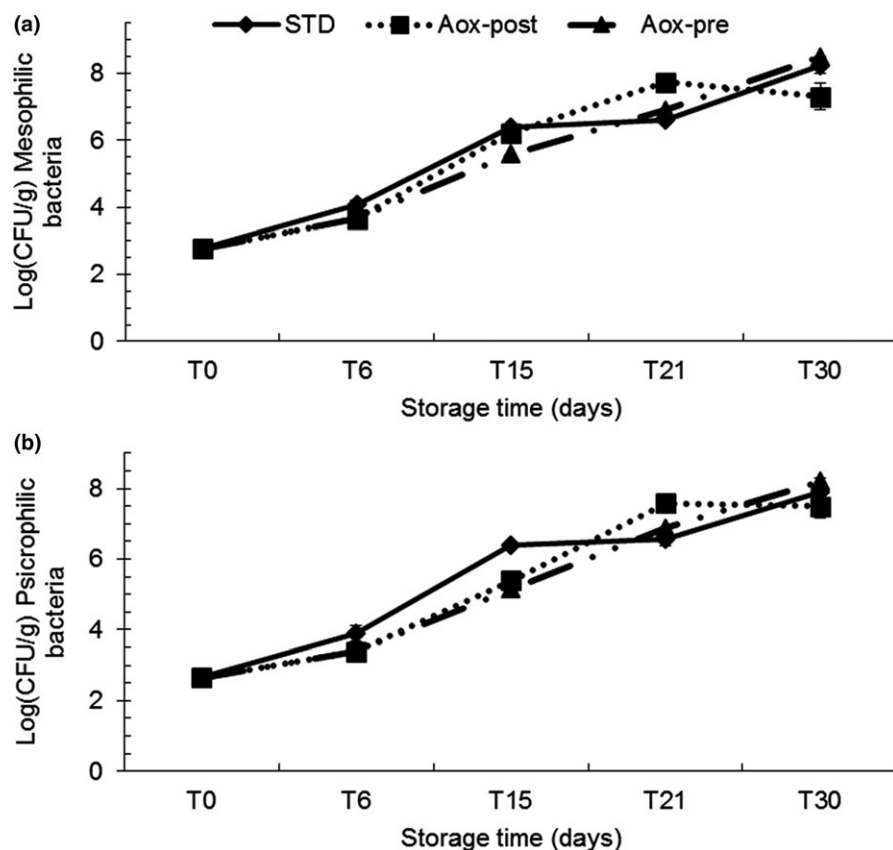 (a)
STD Aox-post Aox-pre
Log(CFU/g) Mesophilic
bacteria
8
6
4
2
0
T0 T6 T15 T21 T30
Storage time (days)
(b)
Log(CFU/g) Psicrophilic
bacteria
8
6
4
2
0
T0 T6 T15 T21 T30
Storage time (days)